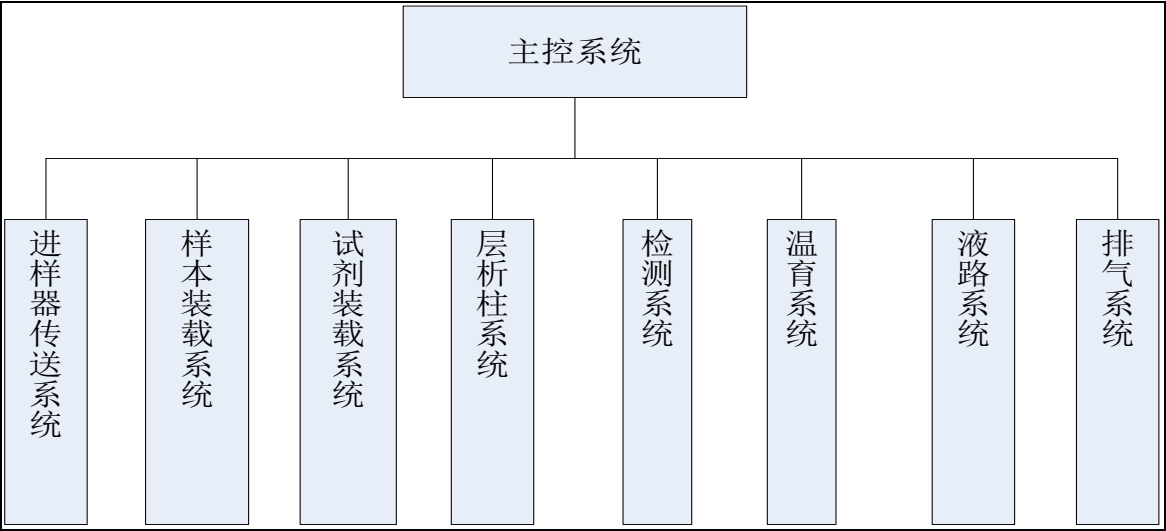 主控系统
进样器传送系统
样本装载系统
试剂装载系统
层析柱系统
检测系统
温育系统
液路系统
排气系统